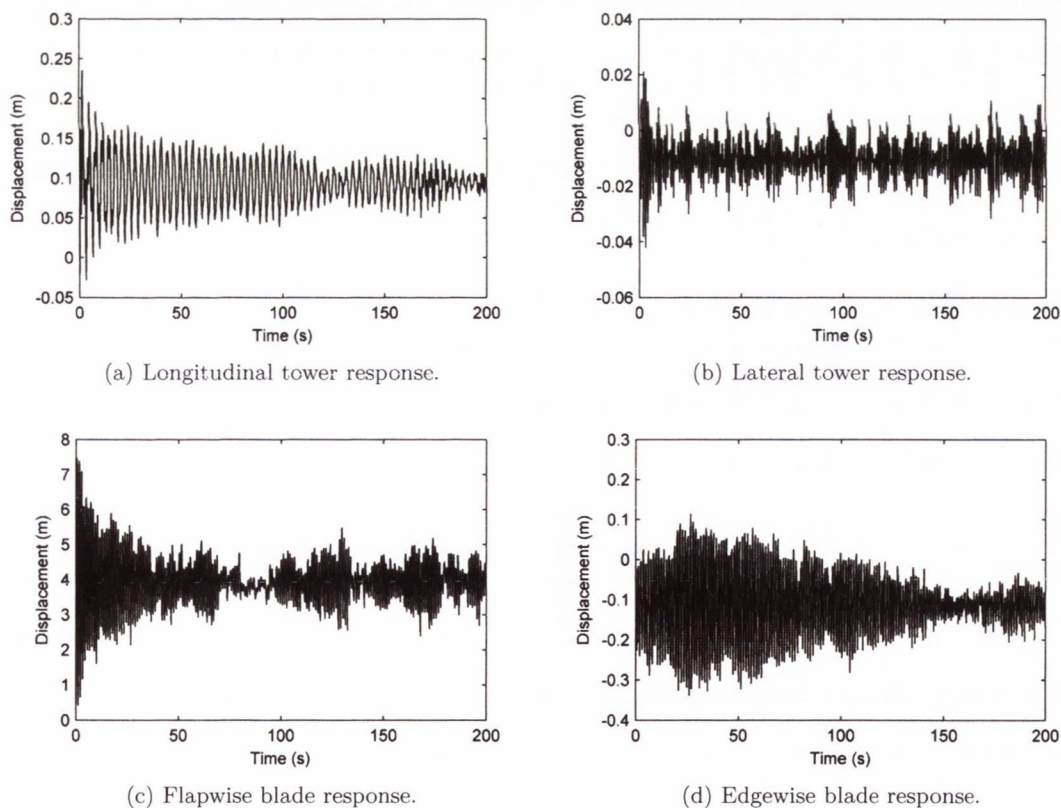 0.3
0.25
0.2
0.15
0.1
0.05
0
-0.05
Displacement (m)
0 50 100 150 200
Time (s)
(a) Longitudinal tower response.
0.04
0.02
0
-0.02
-0.04
-0.06
Displacement (m)
0 50 100 150 200
Time (s)
(b) Lateral tower response.
8
7
6
5
4
3
2
1
0
Displacement (m)
0 50 100 150 200
Time (s)
(c) Flapwise blade response.
0.3
0.2
0.1
0
-0.1
-0.2
-0.3
-0.4
Displacement (m)
0 50 100 150 200
Time (s)
(d) Edgewise blade response.